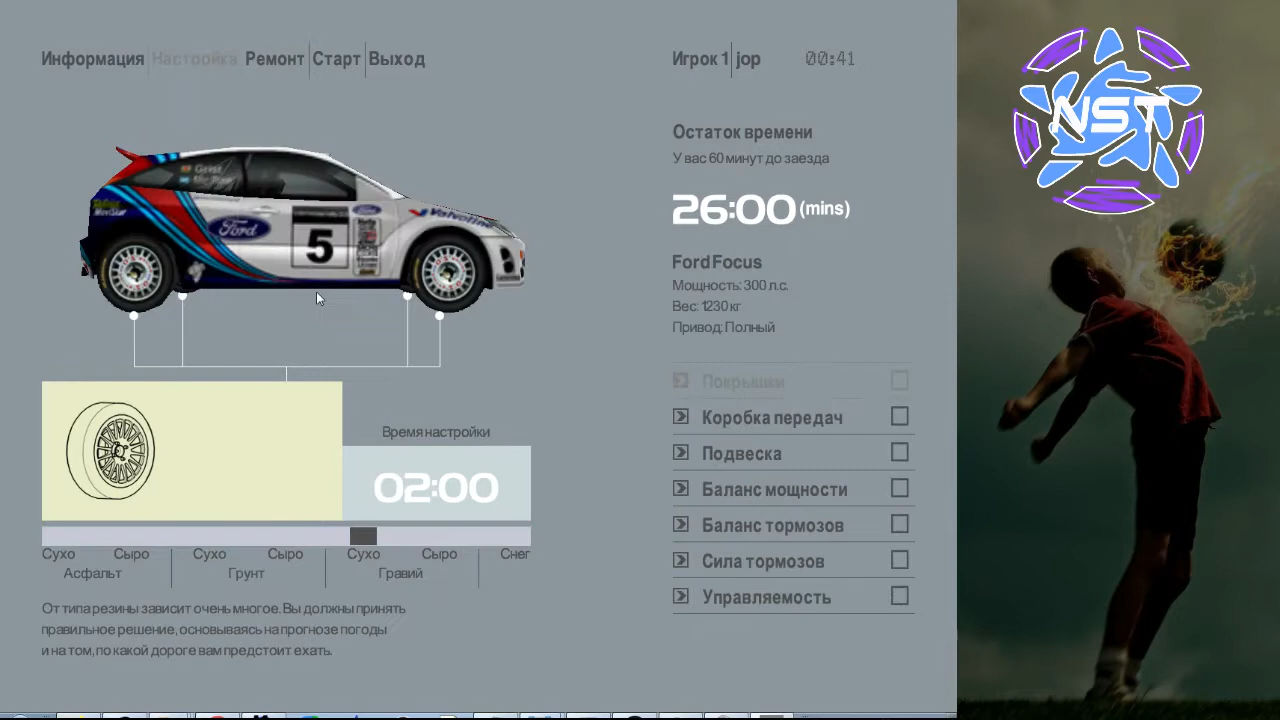 Информация Настройка Ремонт Старт Выход
Игрок 1 jop 00:41
Остаток времени
У вас 60 минут до заезда
26:00 (mins)
Ford Focus
Мощность: 300 л.с.
Вес: 1230 кг
Привод: Полный
Покрышки
Коробка передач
Подвеска
Баланс мощности
Баланс тормозов
Сила тормозов
Управляемость
Ford
5
Valvoline
Время настройки
02:00
Сухо Сыро Сухо Сыро Сухо Сыро Снег
Асфальт Грунт Гравий
От типа резины зависит очень многое. Вы должны принять
правильное решение, основываясь на прогнозе погоды
и на том, по какой дороге вам предстоит ехать.
NST